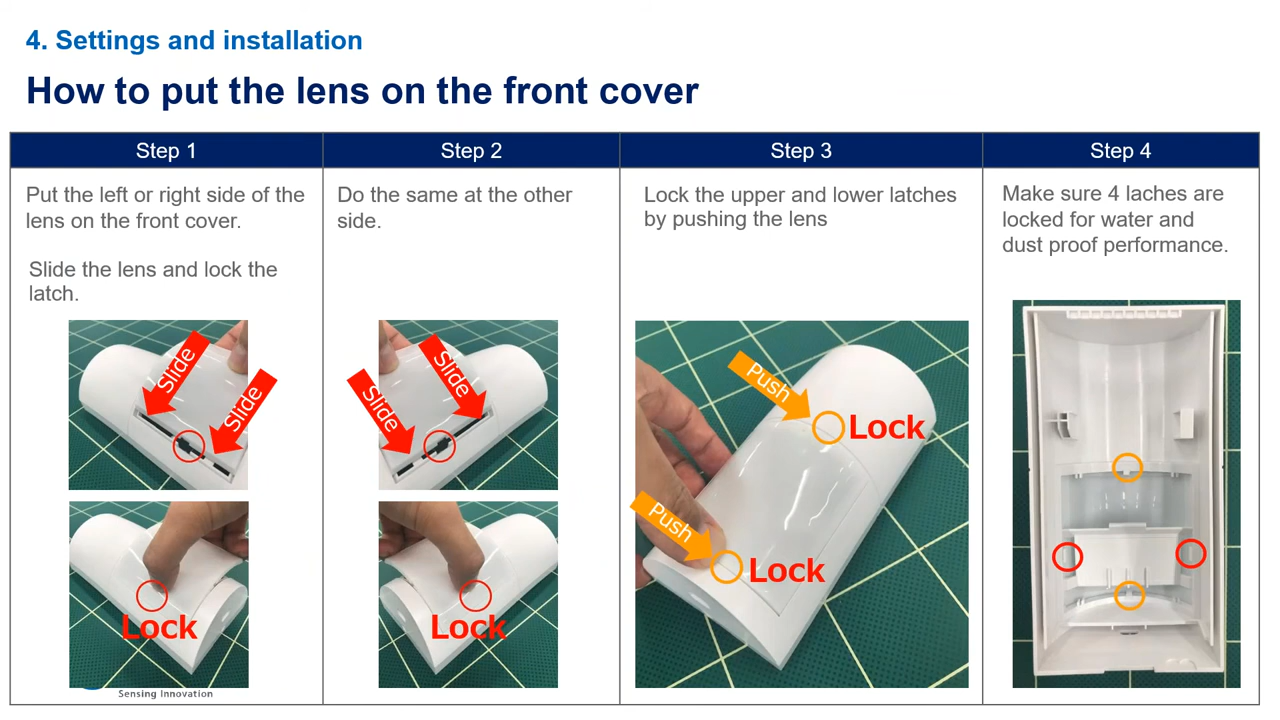 4. Settings and installation
How to put the lens on the front cover
Step 1
Put the left or right side of the
lens on the front cover.
Slide the lens and lock the
latch.
Slide
Slide
Lock
Step 2
Do the same at the other
side.
Slide
Slide
Lock
Step 3
Lock the upper and lower latches
by pushing the lens
Push
Lock
Push
Lock
Step 4
Make sure 4 laches are
locked for water and
dust proof performance.
Sensing Innovation